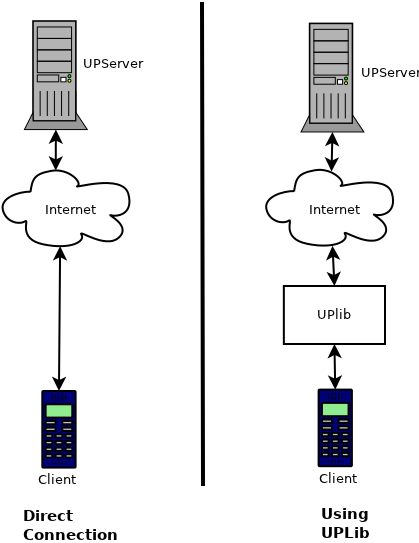 UPServer
Internet
Client
Direct
Connection
UPServer
Internet
UPlib
Client
Using
UPLib